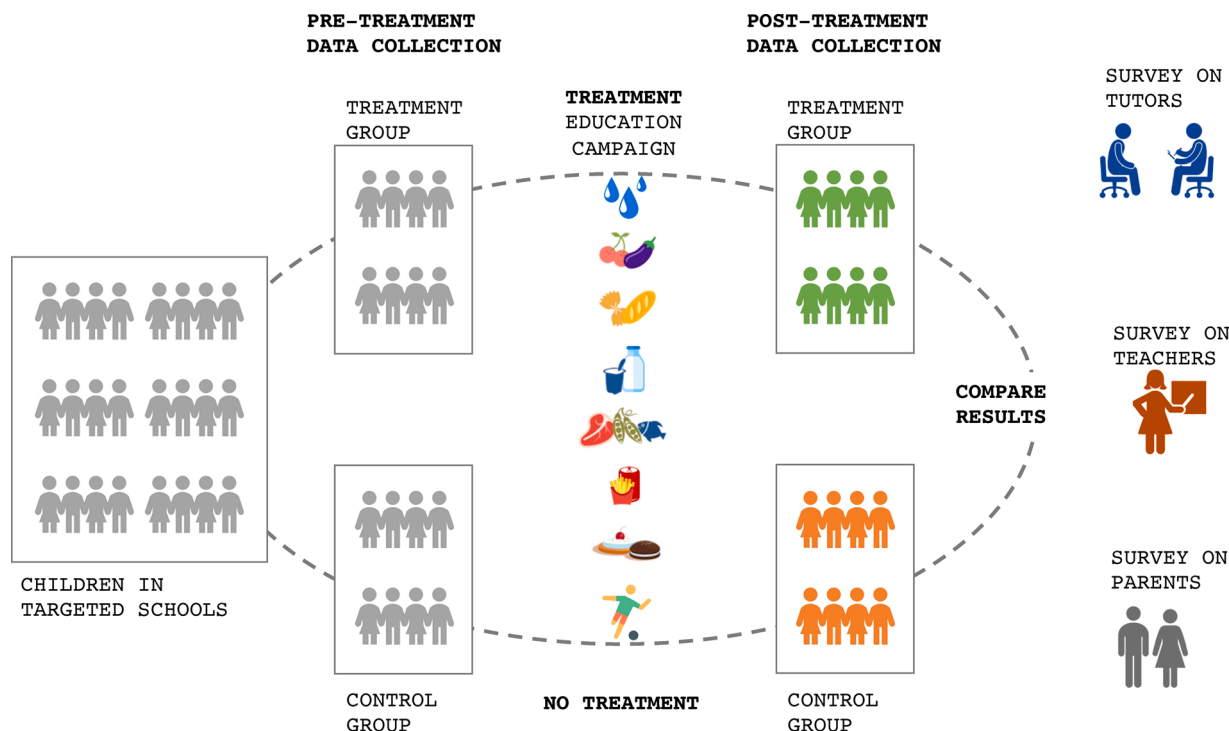 PRE-TREATMENT
DATA COLLECTION
POST-TREATMENT
DATA COLLECTION
TREATMENT
GROUP
TREATMENT
EDUCATION
CAMPAIGN
TREATMENT
GROUP
SURVEY ON
TUTORS
SURVEY ON
TEACHERS
COMPARE
RESULTS
SURVEY ON
PARENTS
CHILDREN IN
TARGETED SCHOOLS
CONTROL
GROUP
NO TREATMENT
CONTROL
GROUP